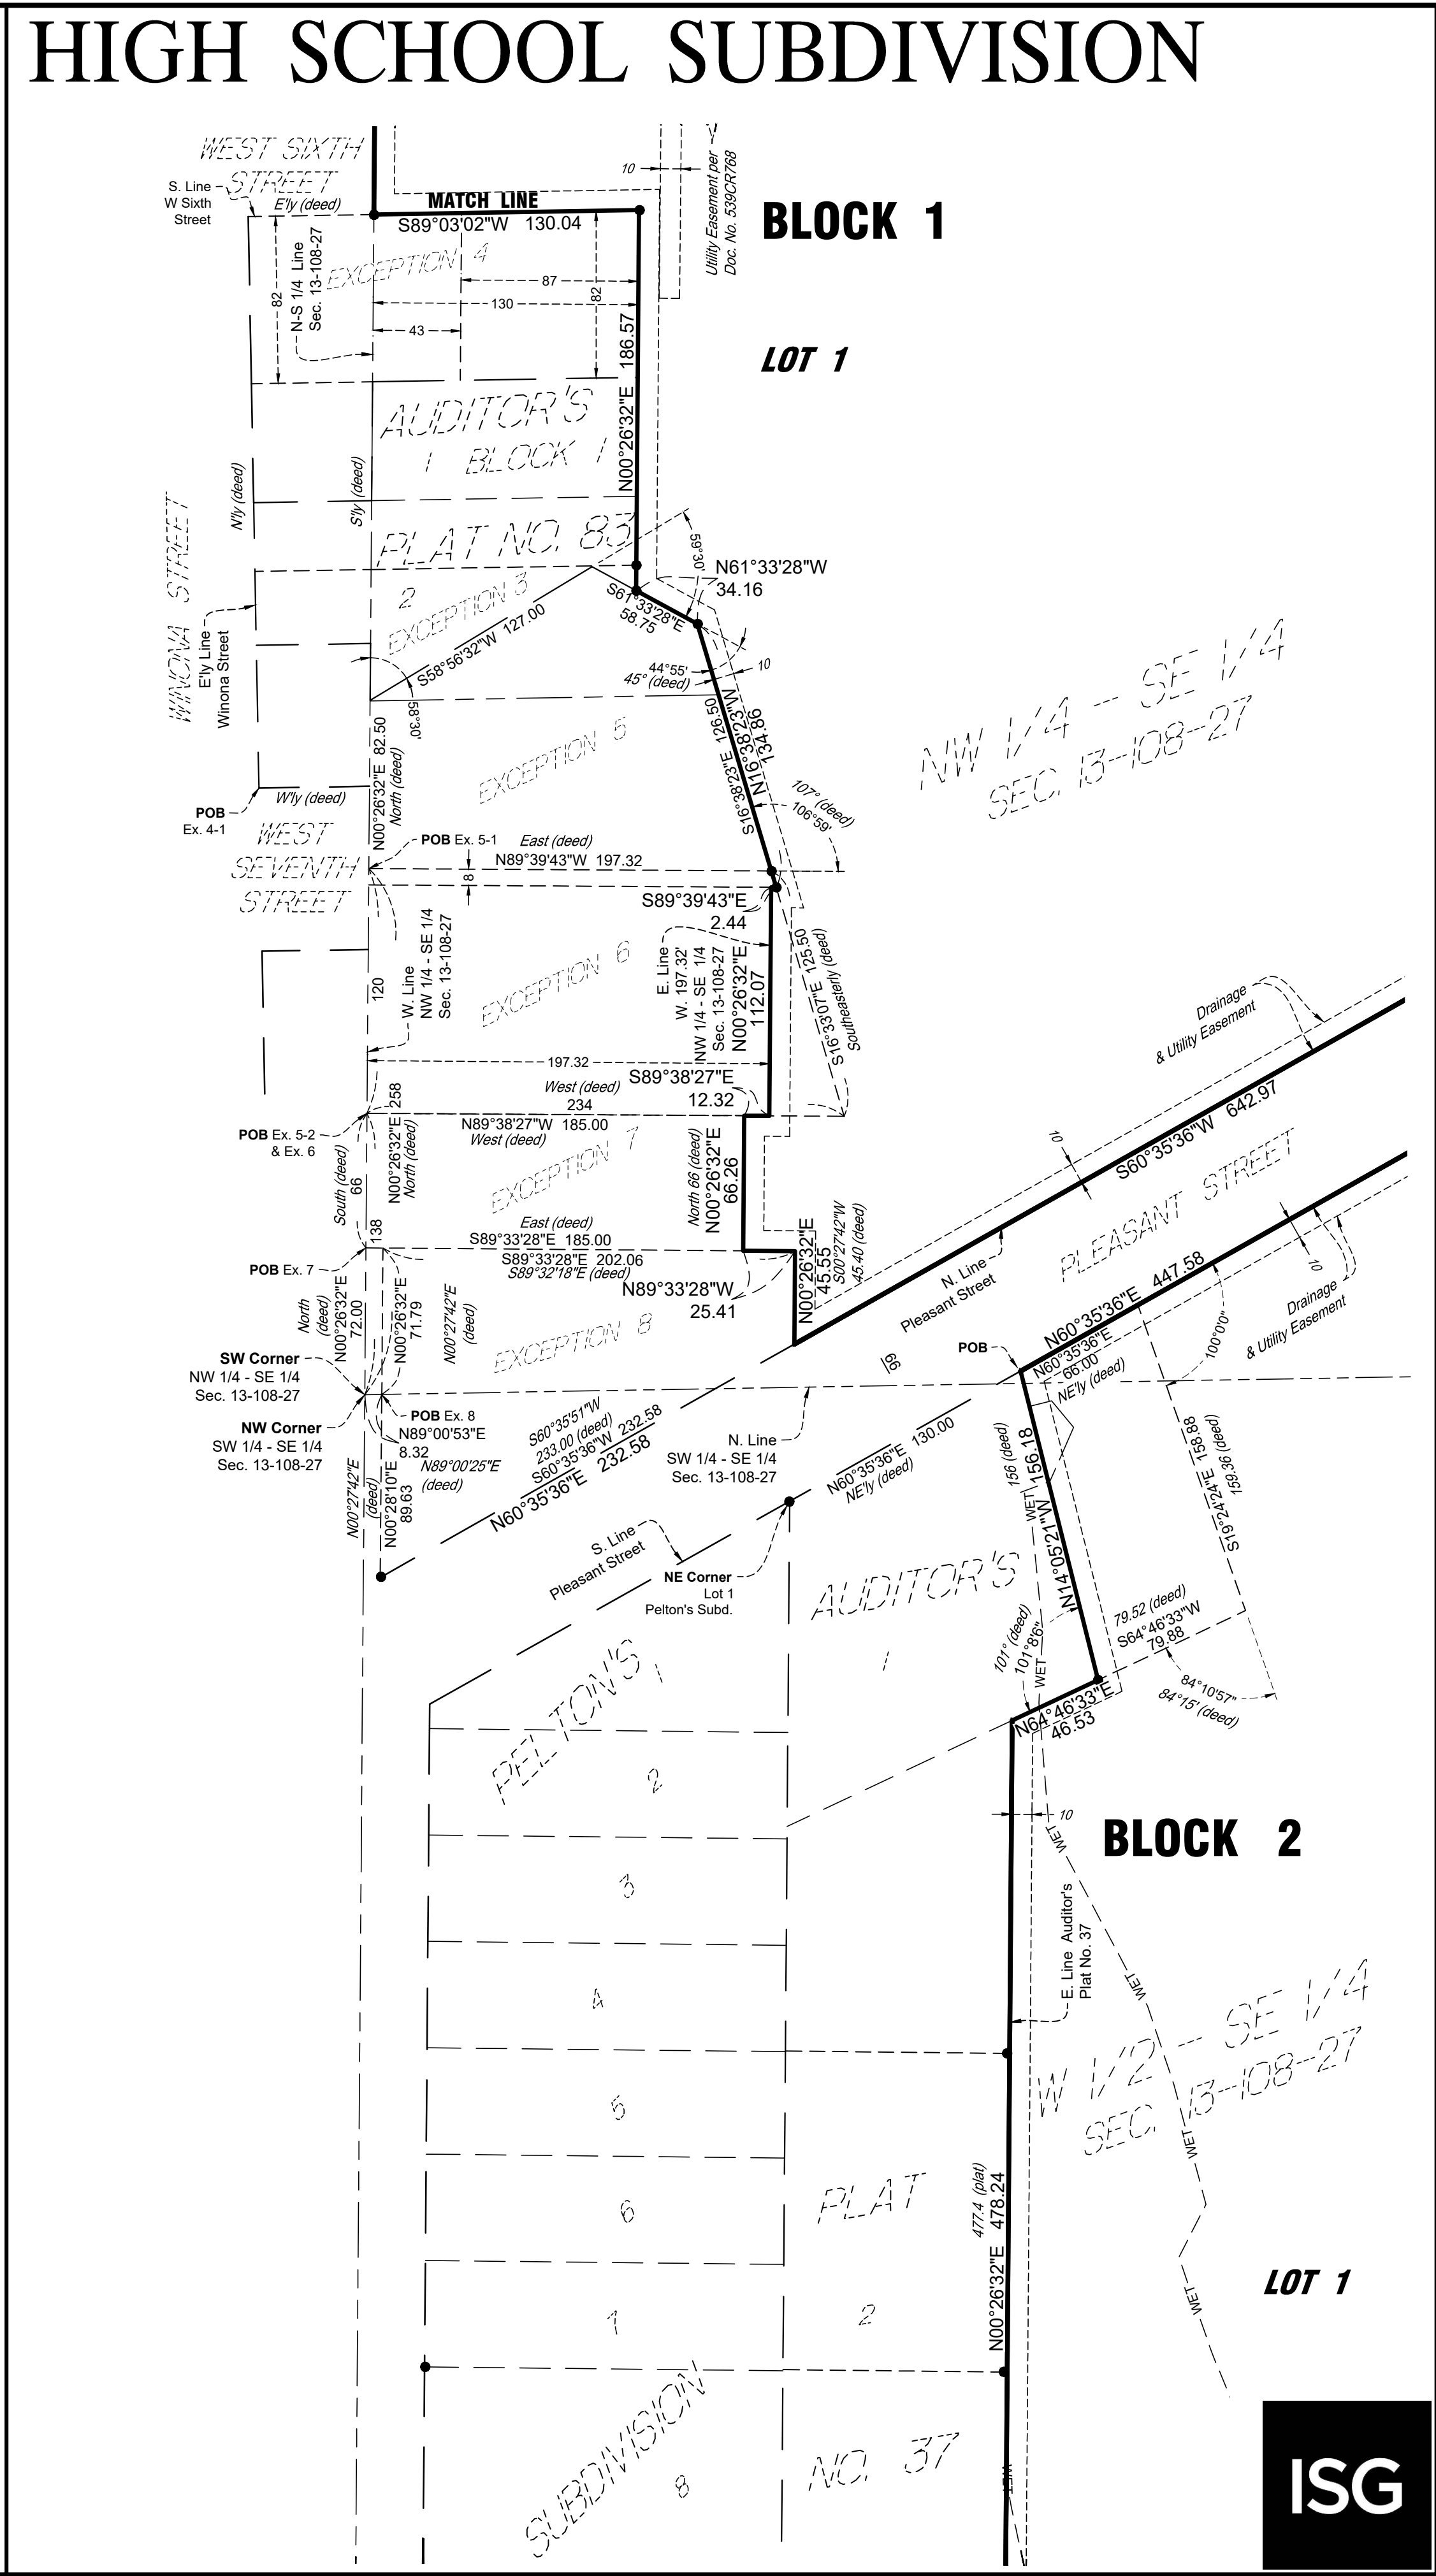 HIGH SCHOOL SUBDIVISION
WEST SIXTH
STREET
S. Line
W Sixth
Street
E'ly (deed)
MATCH LINE
S89°03'02"W 130.04
10
Utility Easement per
Doc. No. 539CR768
BLOCK 1
EXCEPTION 4
82
N-S 1/4 Line
Sec. 13-108-27
87
130
82
43
N00°26'32"E 186.57
LOT 1
AUDITOR'S
1 BLOCK 1
N'ly (deed)
S'ly (deed)
WINONA STREET
PLAT NO. 83
59°30'
N61°33'28"W
34.16
2
EXCEPTION 3
S61°33'28"E
58.75
S58°56'32"W 127.00
E'ly Line
Winona Street
44°55'
45° (deed)
10
58°30'
S16°38'23"E 126.50
N16°38'23"W
134.86
NW 1/4 - SE 1/4
SEC. 13-108-27
EXCEPTION 5
N00°26'32"E 82.50
North (deed)
W'ly (deed)
POB
Ex. 4-1
107° (deed)
106°59'
WEST
SEVENTH
STREET
POB Ex. 5-1
East (deed)
N89°39'43"W 197.32
8
S89°39'43"E
2.44
W. Line
NW 1/4 - SE 1/4
Sec. 13-108-27
120
EXCEPTION 6
E. Line
W. 197.32'
NW 1/4 - SE 1/4
Sec. 13-108-27
N00°26'32"E
112.07
S16°33'07"E 125.50
Southeasterly (deed)
Drainage
& Utility Easement
197.32
S89°38'27"E
12.32
West (deed)
234
N89°38'27"W 185.00
West (deed)
258
N00°26'32"E
North (deed)
POB Ex. 5-2
& Ex. 6
South (deed)
66
EXCEPTION 7
North 66 (deed)
N00°26'32"E
66.26
10
S60°35'36"W 642.97
PLEASANT STREET
138
East (deed)
S89°33'28"E 185.00
S89°33'28"E 202.06
S89°32'18"E (deed)
POB Ex. 7
N89°33'28"W
25.41
N00°26'32"E
45.55
S00°27'42"W
45.40 (deed)
N. Line
Pleasant Street
N60°35'36"E 447.58
10
Drainage
& Utility Easement
North
(deed)
N00°26'32"E
72.00
N00°26'32"E
71.79
N00°27'42"E
(deed)
EXCEPTION 8
66
POB
N60°35'36"E
66.00
NE'ly (deed)
100°0'0"
SW Corner
NW 1/4 - SE 1/4
Sec. 13-108-27
NW Corner
SW 1/4 - SE 1/4
Sec. 13-108-27
POB Ex. 8
N89°00'53"E
8.32
N89°00'25"E
(deed)
N00°27'42"E
(deed)
N00°28'10"E
89.63
S60°35'51"W
233.00 (deed)
S60°35'36"W 232.58
N60°35'36"E 232.58
N. Line
SW 1/4 - SE 1/4
Sec. 13-108-27
N60°35'36"E 130.00
NE'ly (deed)
156 (deed)
WET
N14°05'21"W 156.18
S19°24'24"E 158.88
159.36 (deed)
S. Line
Pleasant Street
NE Corner
Lot 1
Pelton's Subd.
AUDITOR'S
1
101° (deed)
101°8'6"
WET
79.52 (deed)
S64°46'33"W
79.88
84°10'57"
84°15' (deed)
N64°46'33"E
46.53
PELTON'S
1
2
10
WET
BLOCK 2
3
E. Line Auditor's
Plat No. 37
4
WET
W 1/2 - SE 1/4
SEC. 13-108-27
5
WET
6
PLAT
477.4 (plat)
N00°26'32"E 478.24
LOT 1
WET
1
2
SUBDIVISION
8
NO. 37
WET
ISG